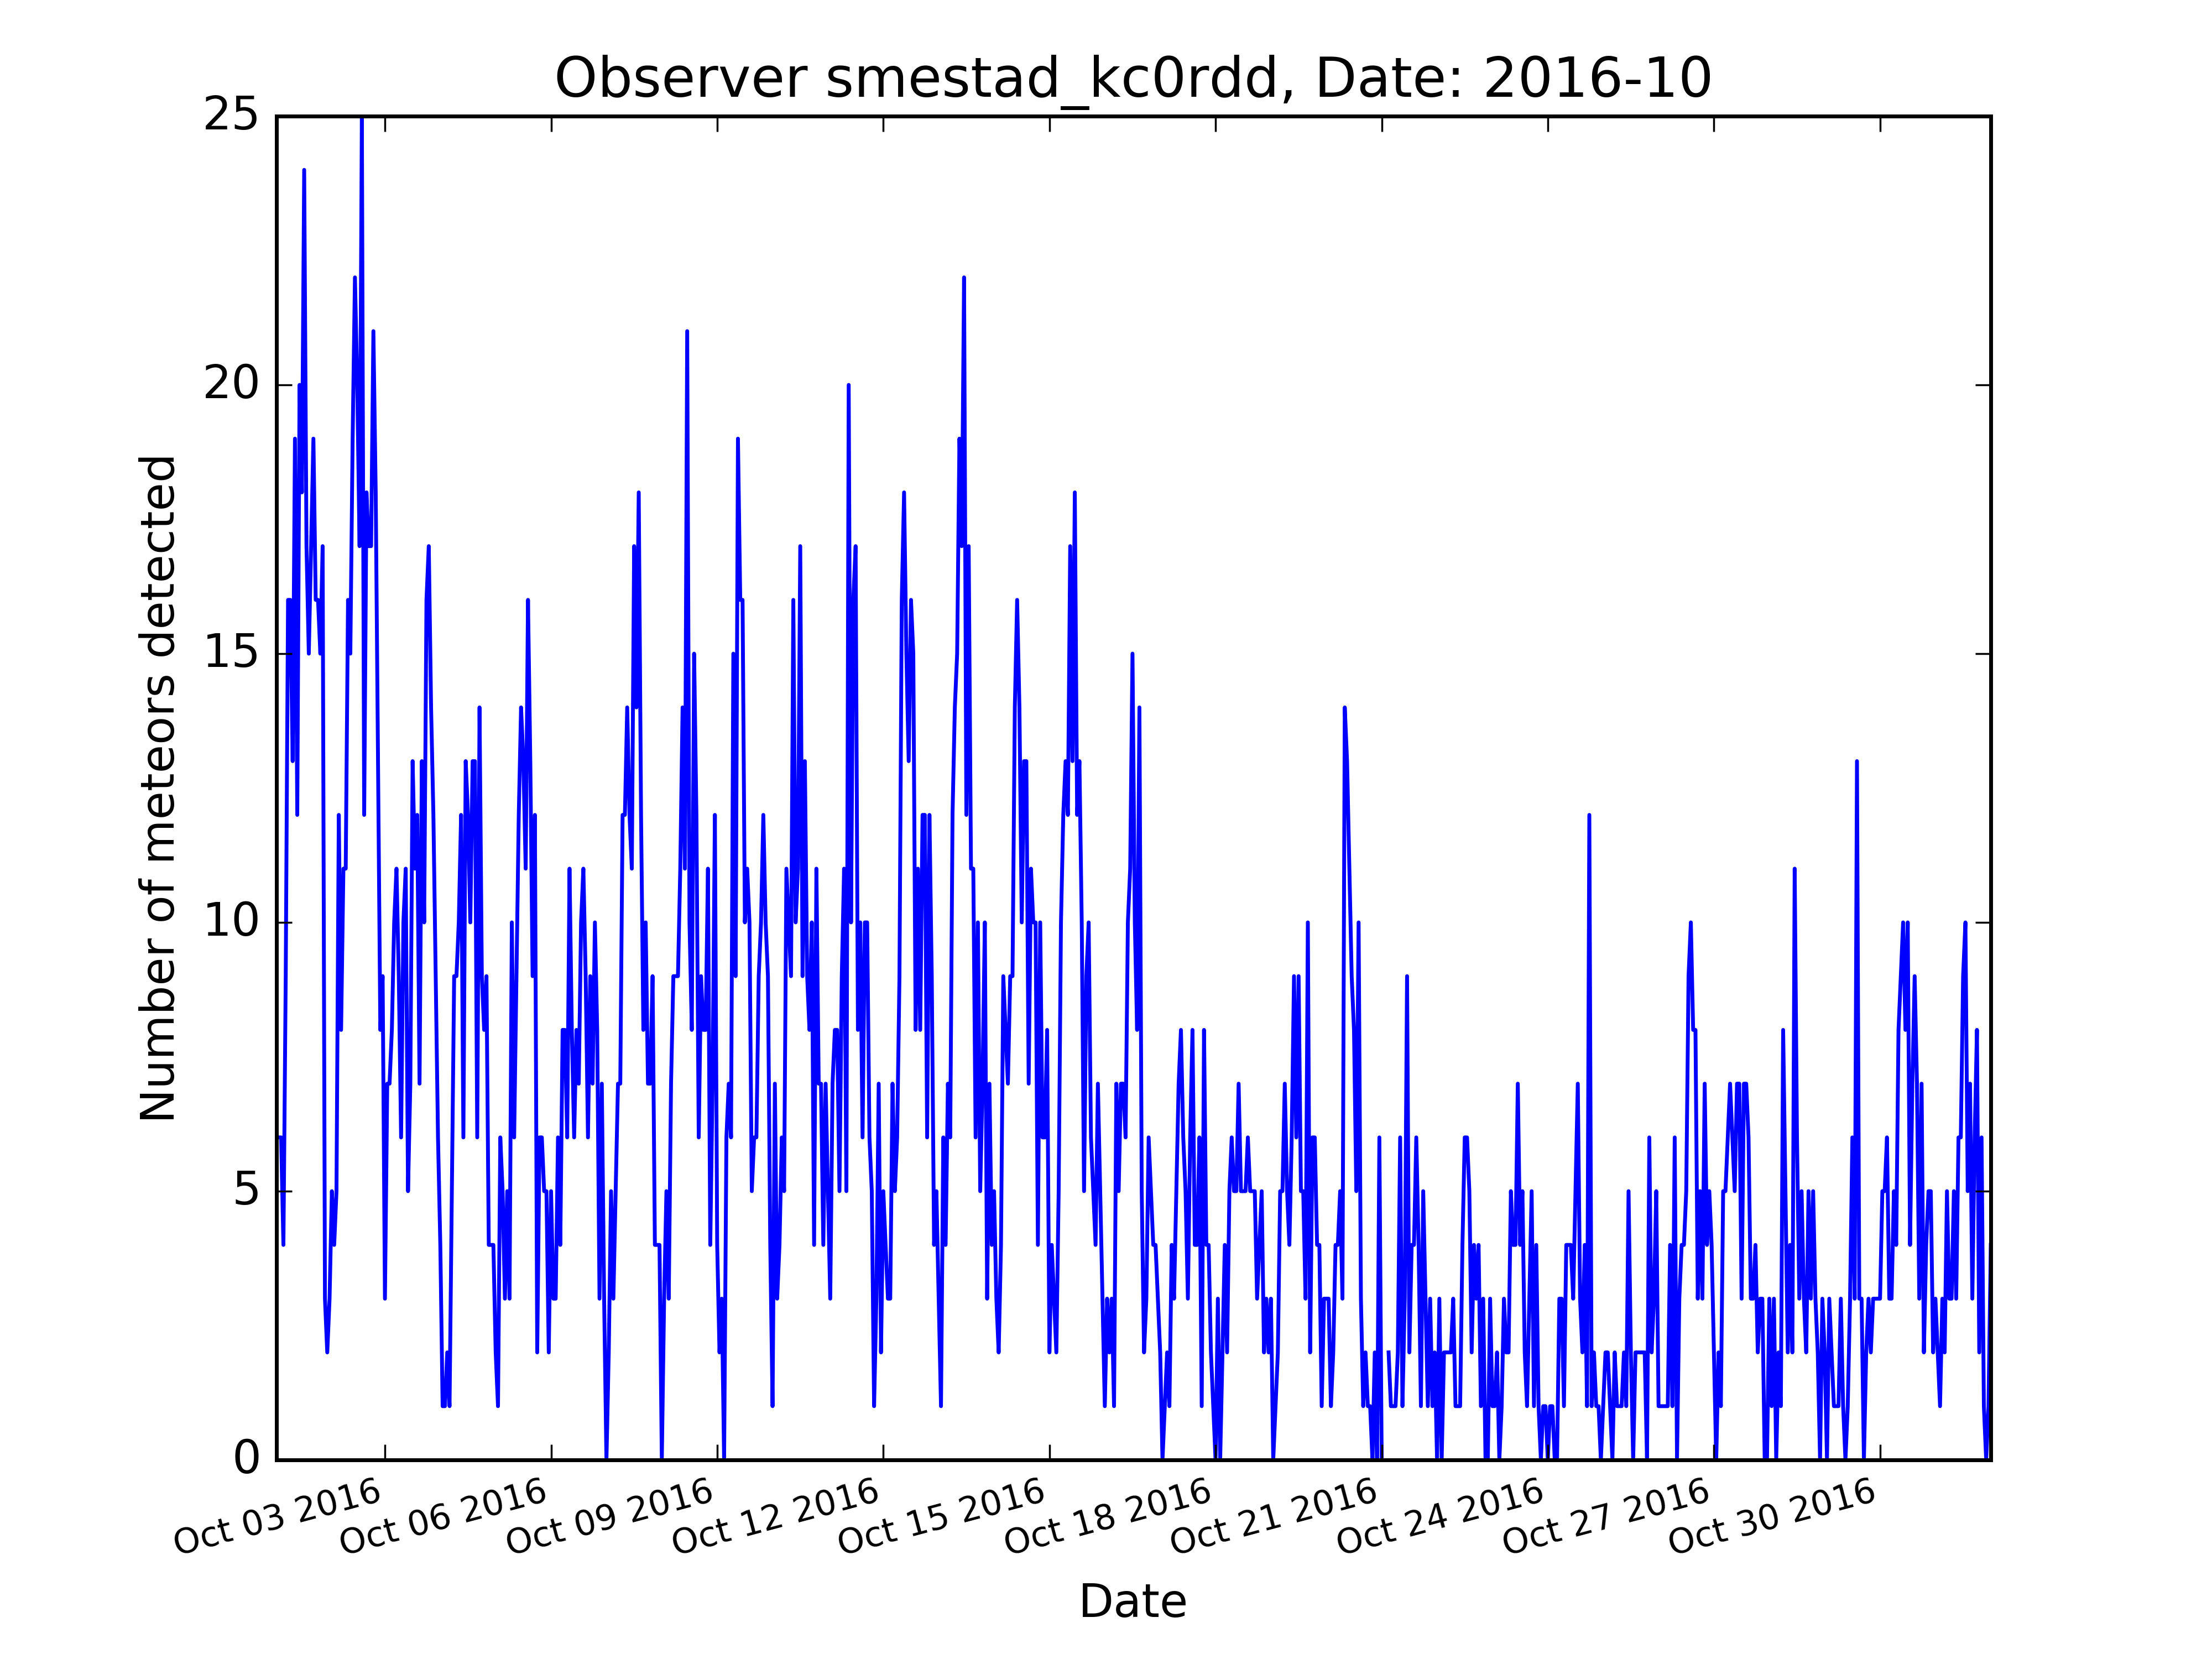 Observer smestad_kc0rdd, Date: 2016-10
Number of meteors detected
25
20
15
10
5
0
Oct 03 2016
Oct 06 2016
Oct 09 2016
Oct 12 2016
Oct 15 2016
Oct 18 2016
Oct 21 2016
Oct 24 2016
Oct 27 2016
Oct 30 2016
Date